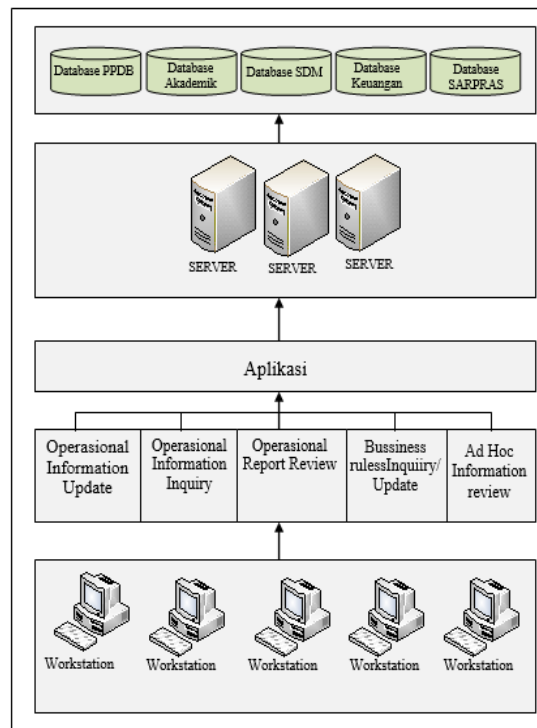 Database PPDB
Database
Akademik
Database SDM
Database
Keuangan
Database
SARPRAS
SERVER
SERVER
SERVER
Aplikasi
Operasional
Information
Update
Operasional
Information
Inquiry
Operasional
Report Review
Bussiness
rulessInquiiry/
Update
Ad Hoc
Information
review
Workstation
Workstation
Workstation
Workstation
Workstation